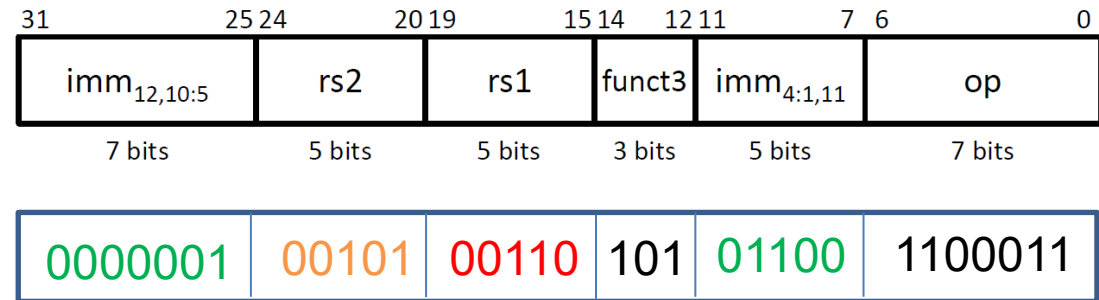 31 25 24 20 19 15 14 12 11 7 6 0
imm12,10:5 rs2 rs1 funct3 imm4:1,11 op
7 bits 5 bits 5 bits 3 bits 5 bits 7 bits
0000001 00101 00110 101 01100 1100011